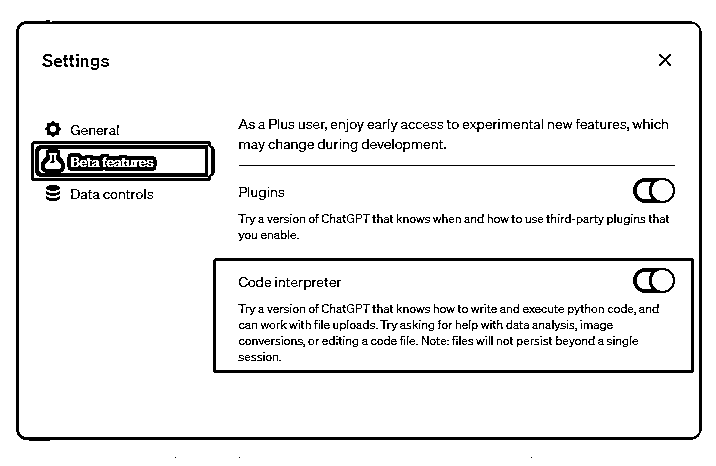 Settings
General
Beta features
Data controls
As a Plus user, enjoy early access to experimental new features, which
may change during development.
Plugins
Try a version of ChatGPT that knows when and how to use third-party plugins that
you enable.
Code interpreter
Try a version of ChatGPT that knows how to write and execute python code, and
can work with file uploads. Try asking for help with data analysis, image
conversions, or editing a code file. Note: files will not persist beyond a single
session.